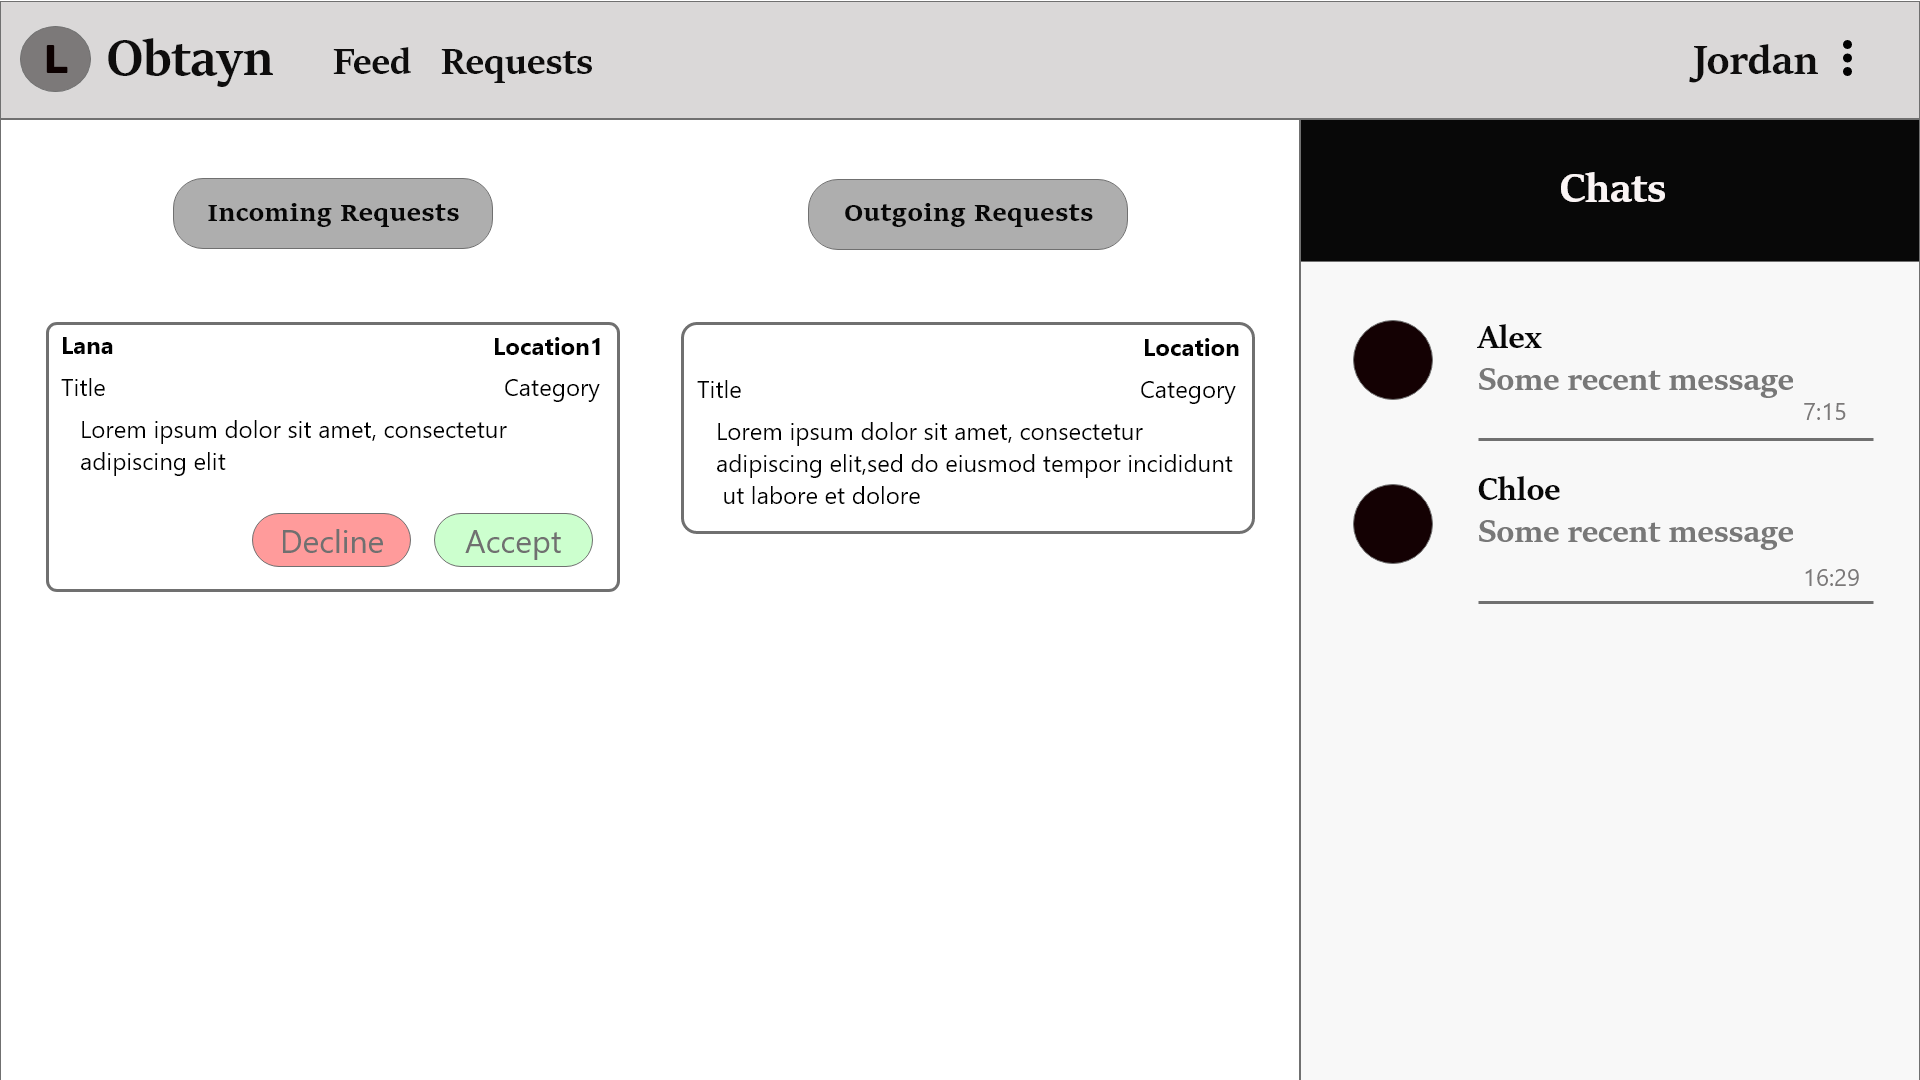 L
Obtayn
Feed
Requests
Jordan
Incoming Requests
Lana
Location1
Title
Category
Lorem ipsum dolor sit amet, consectetur
adipiscing elit
Decline
Accept
Outgoing Requests
Location
Title
Category
Lorem ipsum dolor sit amet, consectetur
adipiscing elit,sed do eiusmod tempor incididunt
ut labore et dolore
Chats
Alex
Some recent message
7:15
Chloe
Some recent message
16:29